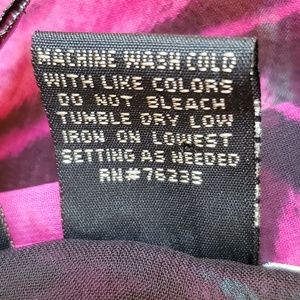 MACHINE WASH COLD
WITH LIKE COLORS
DO NOT BLEACH
TUMBLE DRY LOW
IRON ON LOWEST
SETTING AS NEEDED
RN#76235